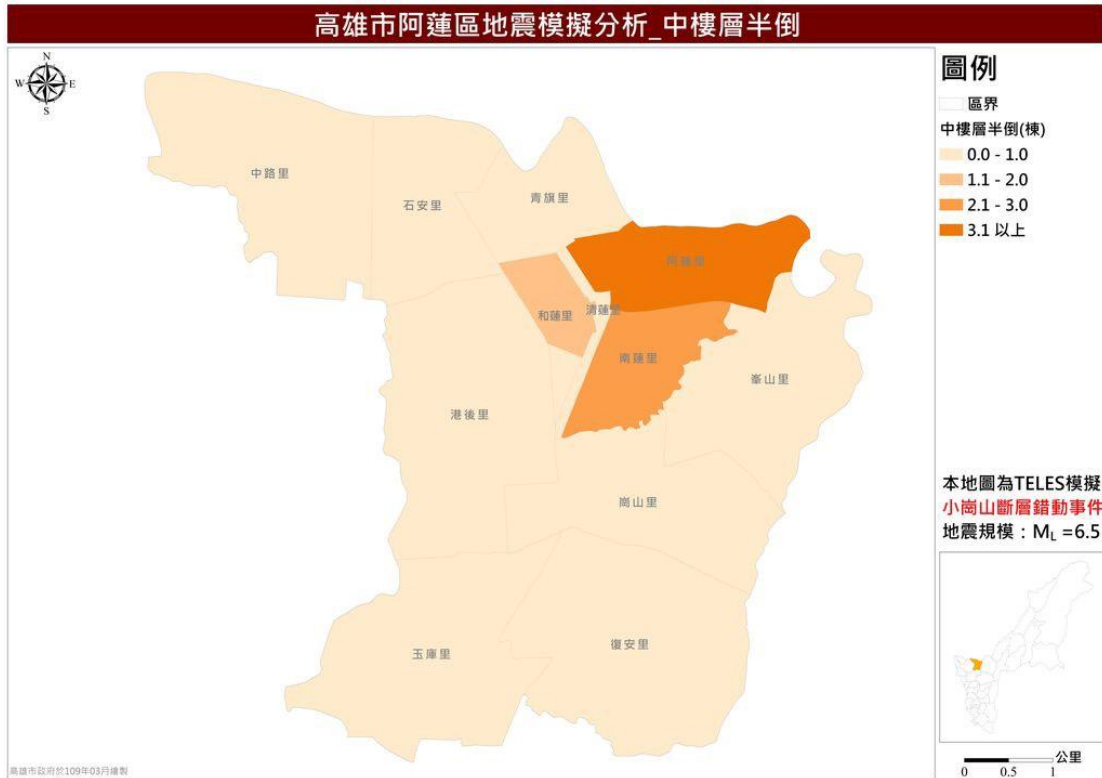 高雄市阿蓮區地震模擬分析_中樓層半倒
N
W
E
S
圖例
區界
中樓層半倒(棟)
0.0 - 1.0
1.1 - 2.0
2.1 - 3.0
3.1 以上
中路里
石安里
青旗里
阿蓮里
和蓮里
清蓮里
南蓮里
峯山里
港後里
崗山里
玉庫里
復安里
本地圖為TELES模擬
小崗山斷層錯動事件
地震規模：ML =6.5
公里
0 0.5 1
高雄市政府於109年03月繪製